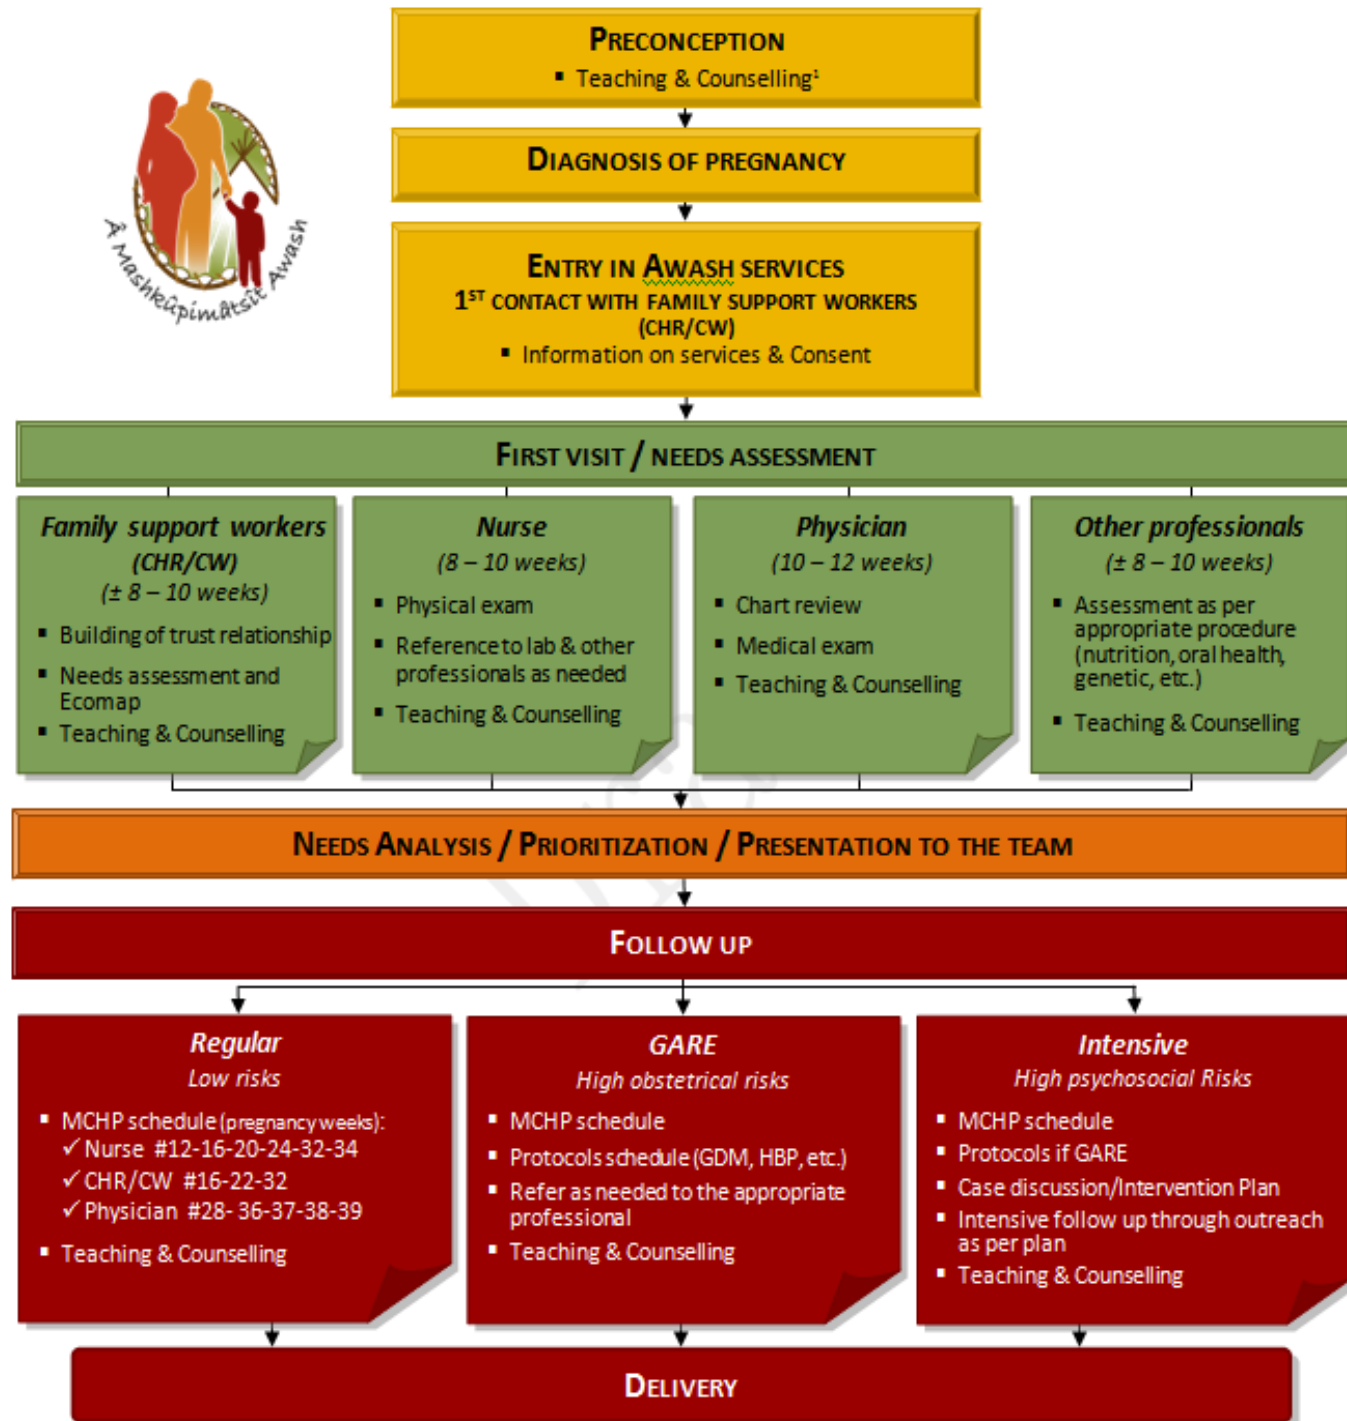 PRECONCEPTION
▪ Teaching & Counselling¹
DIAGNOSIS OF PREGNANCY
Â Mashkûpimâtsît Awash
ENTRY IN AWASH SERVICES
1ST CONTACT WITH FAMILY SUPPORT WORKERS
(CHR/CW)
▪ Information on services & Consent
FIRST VISIT / NEEDS ASSESSMENT
Family support workers
(CHR/CW)
(± 8 – 10 weeks)
▪ Building of trust relationship
▪ Needs assessment and
Ecomap
▪ Teaching & Counselling
Nurse
(8 – 10 weeks)
▪ Physical exam
▪ Reference to lab & other
professionals as needed
▪ Teaching & Counselling
Physician
(10 – 12 weeks)
▪ Chart review
▪ Medical exam
▪ Teaching & Counselling
Other professionals
(± 8 – 10 weeks)
▪ Assessment as per
appropriate procedure
(nutrition, oral health,
genetic, etc.)
▪ Teaching & Counselling
NEEDS ANALYSIS / PRIORITIZATION / PRESENTATION TO THE TEAM
FOLLOW UP
Regular
Low risks
▪ MCHP schedule (pregnancy weeks):
✓ Nurse #12-16-20-24-32-34
✓ CHR/CW #16-22-32
✓ Physician #28- 36-37-38-39
▪ Teaching & Counselling
GARE
High obstetrical risks
▪ MCHP schedule
▪ Protocols schedule (GDM, HBP, etc.)
▪ Refer as needed to the appropriate
professional
▪ Teaching & Counselling
Intensive
High psychosocial Risks
▪ MCHP schedule
▪ Protocols if GARE
▪ Case discussion/Intervention Plan
▪ Intensive follow up through outreach
as per plan
▪ Teaching & Counselling
DELIVERY